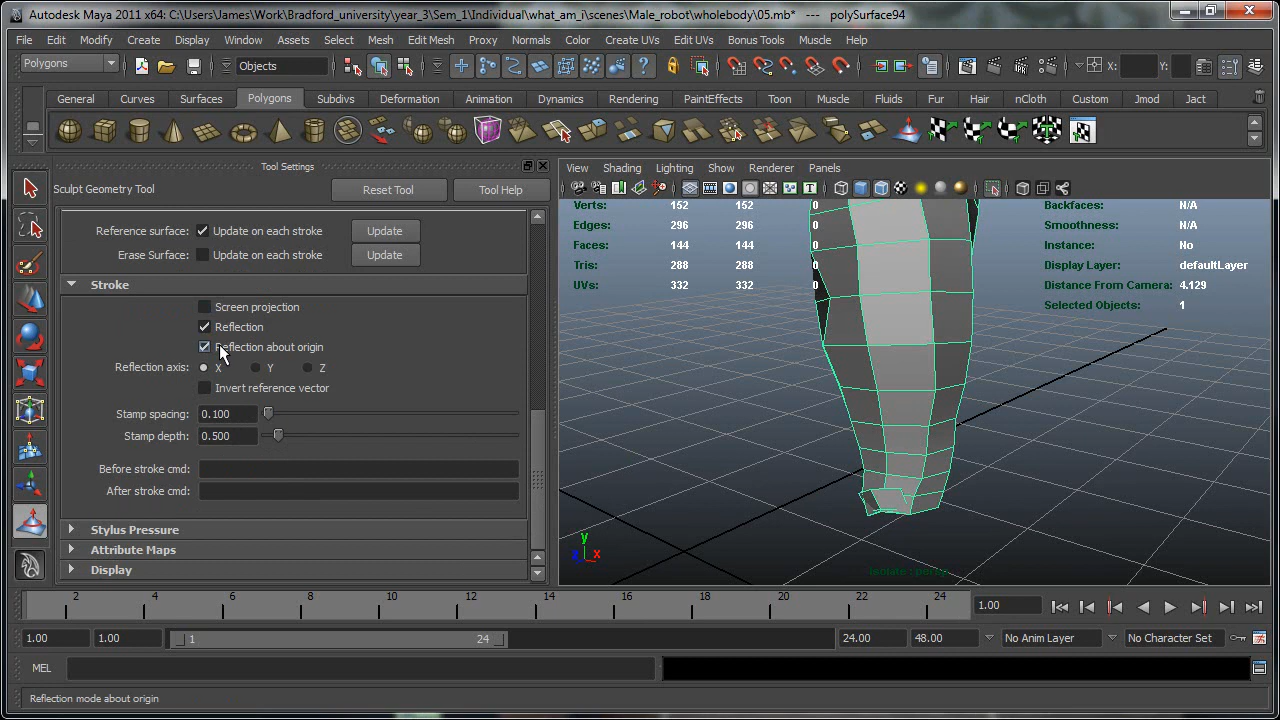 Autodesk Maya 2011 x64: C:\Users\James\Work\Bradford_university\year_3\Sem_1\Individual\what_am_i\scenes\Male_robot\wholebody\05.mb* --- polySurface94
File Edit Modify Create Display Window Assets Select Mesh Edit Mesh Proxy Normals Color Create UVs Edit UVs Bonus Tools Muscle Help
Polygons Objects X: Y:
General Curves Surfaces Polygons Subdivs Deformation Animation Dynamics Rendering PaintEffects Toon Muscle Fluids Fur Hair nCloth Custom Jmod Jact
Tool Settings
View Shading Lighting Show Renderer Panels
Sculpt Geometry Tool Reset Tool Tool Help
Verts: 152 152 0 Backfaces: N/A
Edges: 296 296 0 Smoothness: N/A
Faces: 144 144 0 Instance: No
Tris: 288 288 0 Display Layer: defaultLayer
UVs: 332 332 0 Distance From Camera: 4.129
Selected Objects: 1
Reference surface: Update on each stroke Update
Erase Surface: Update on each stroke Update
Stroke
Screen projection
Reflection
Reflection about origin
Reflection axis: X Y Z
Invert reference vector
Stamp spacing: 0.100
Stamp depth: 0.500
Before stroke cmd:
After stroke cmd:
Stylus Pressure
Attribute Maps
Display
y
z x
Isolate : persp
2 4 6 8 10 12 14 16 18 20 22 24 1.00
1.00 1.00 1 24 24.00 48.00 No Anim Layer No Character Set
MEL
Reflection mode about origin